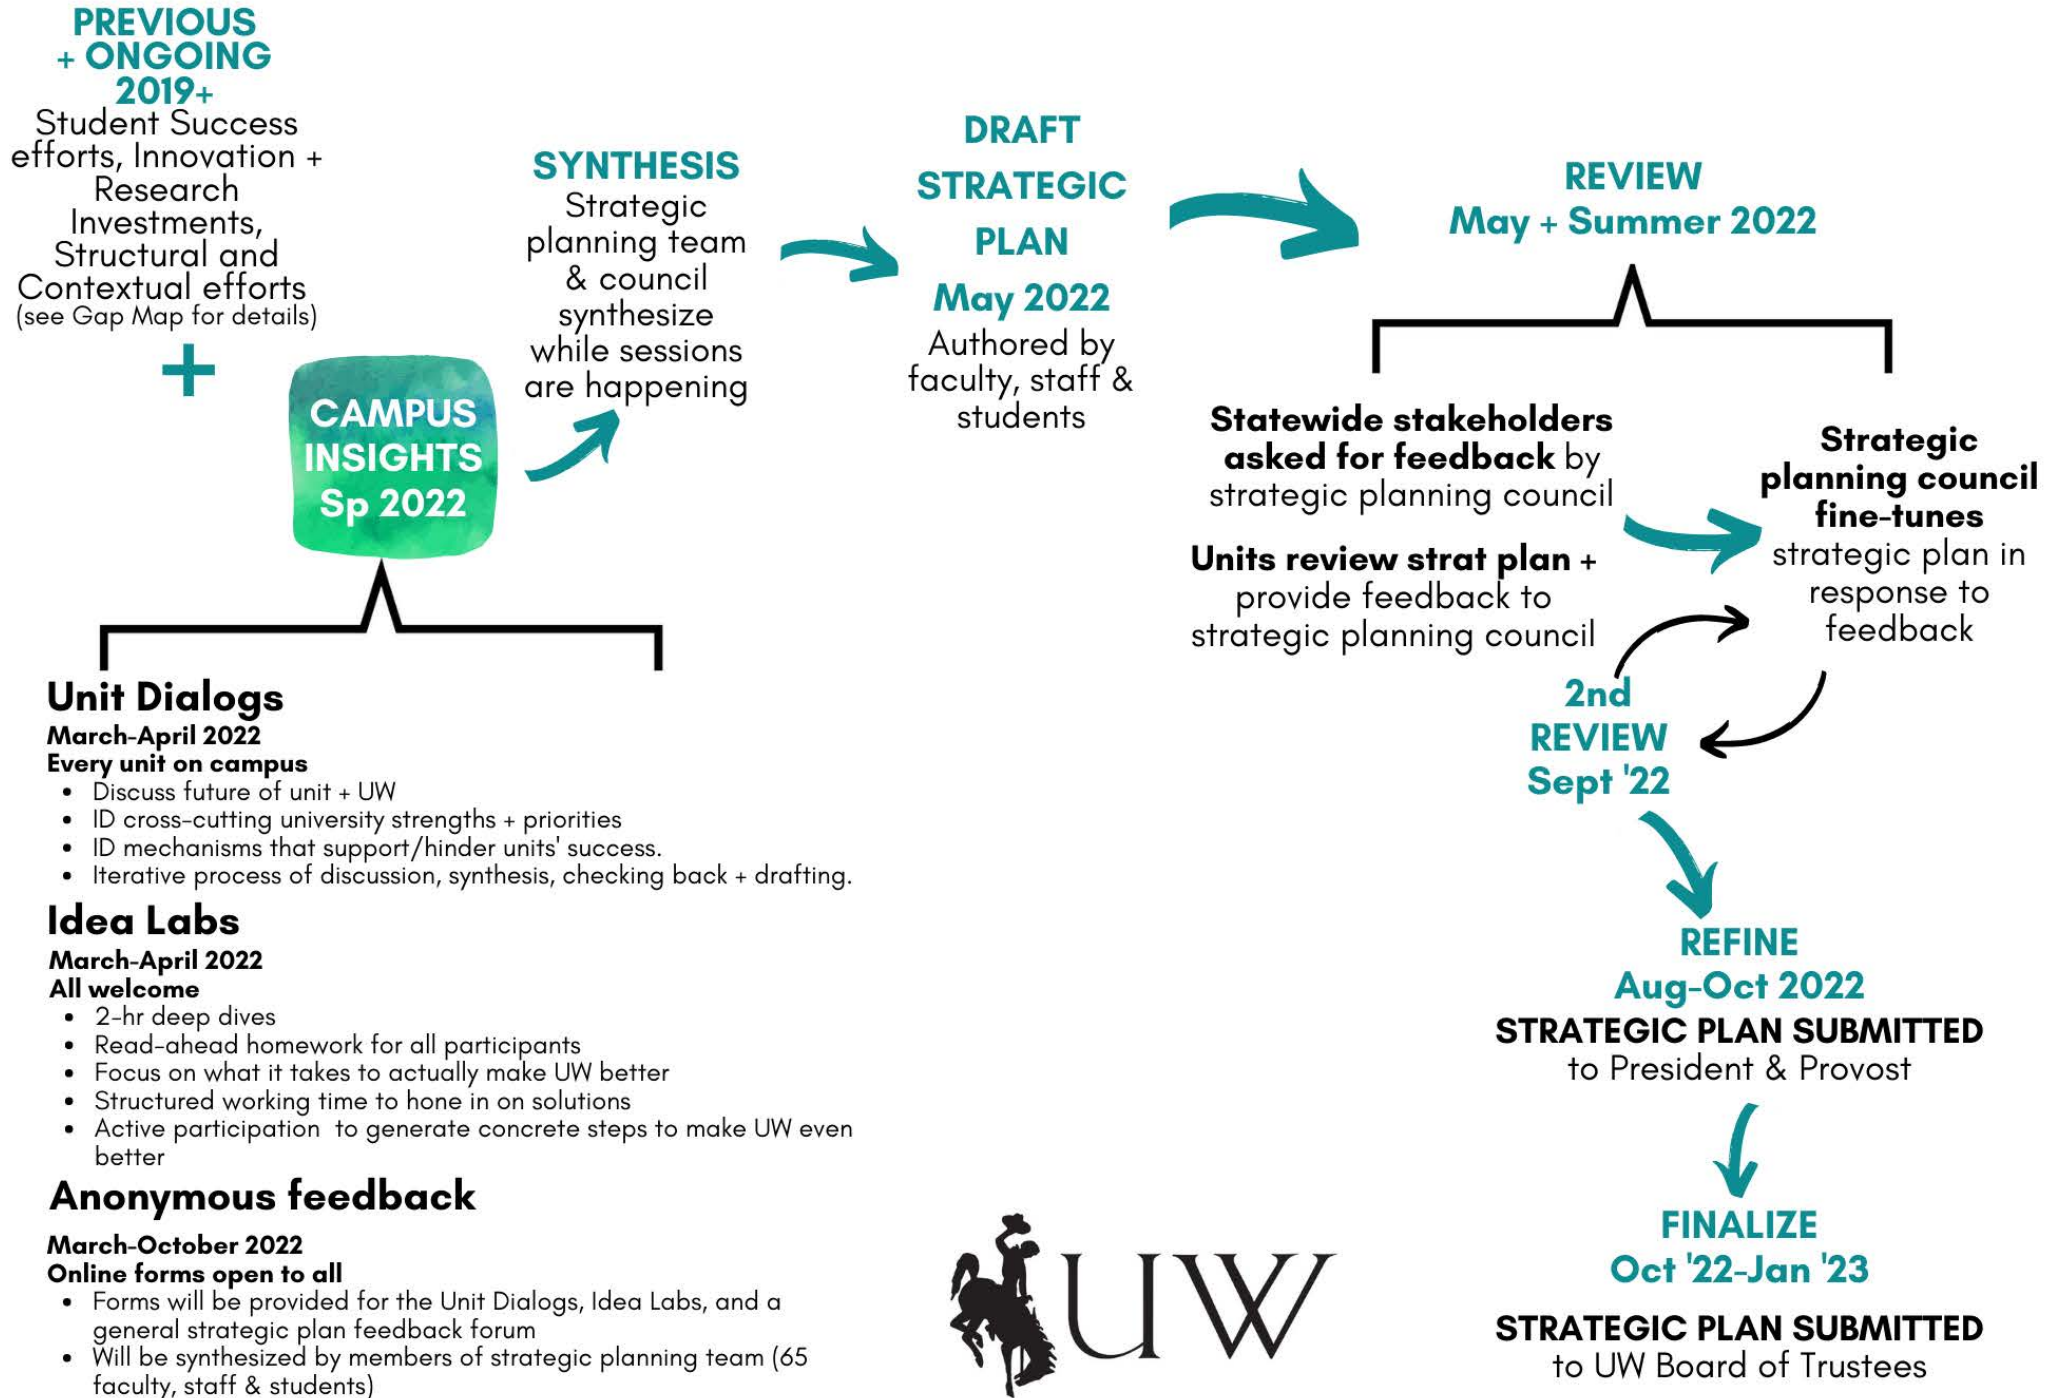 PREVIOUS
+ ONGOING
2019+
Student Success
efforts, Innovation +
Research
Investments,
Structural and
Contextual efforts
(see Gap Map for details)
+
CAMPUS
INSIGHTS
Sp 2022
SYNTHESIS
Strategic
planning team
& council
synthesize
while sessions
are happening
DRAFT
STRATEGIC
PLAN
May 2022
Authored by
faculty, staff &
students
REVIEW
May + Summer 2022
Statewide stakeholders
asked for feedback by
strategic planning council
Units review strat plan +
provide feedback to
strategic planning council
Strategic
planning council
fine-tunes
strategic plan in
response to
feedback
2nd
REVIEW
Sept '22
REFINE
Aug-Oct 2022
STRATEGIC PLAN SUBMITTED
to President & Provost
FINALIZE
Oct '22-Jan '23
STRATEGIC PLAN SUBMITTED
to UW Board of Trustees
Unit Dialogs
March-April 2022
Every unit on campus
• Discuss future of unit + UW
• ID cross-cutting university strengths + priorities
• ID mechanisms that support/hinder units' success.
• Iterative process of discussion, synthesis, checking back + drafting.
Idea Labs
March-April 2022
All welcome
• 2-hr deep dives
• Read-ahead homework for all participants
• Focus on what it takes to actually make UW better
• Structured working time to hone in on solutions
• Active participation  to generate concrete steps to make UW even
better
Anonymous feedback
March-October 2022
Online forms open to all
• Forms will be provided for the Unit Dialogs, Idea Labs, and a
general strategic plan feedback forum
• Will be synthesized by members of strategic planning team (65
faculty, staff & students)
UW